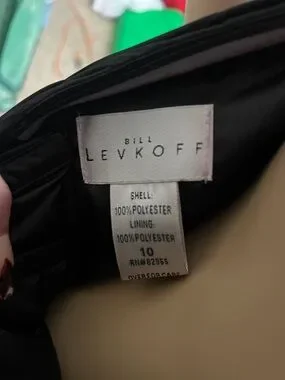 BILL
LEVKOFF
SHELL:
100%POLYESTER
LINING:
100%POLYESTER
10
RN#82955
OVER FOR CARE